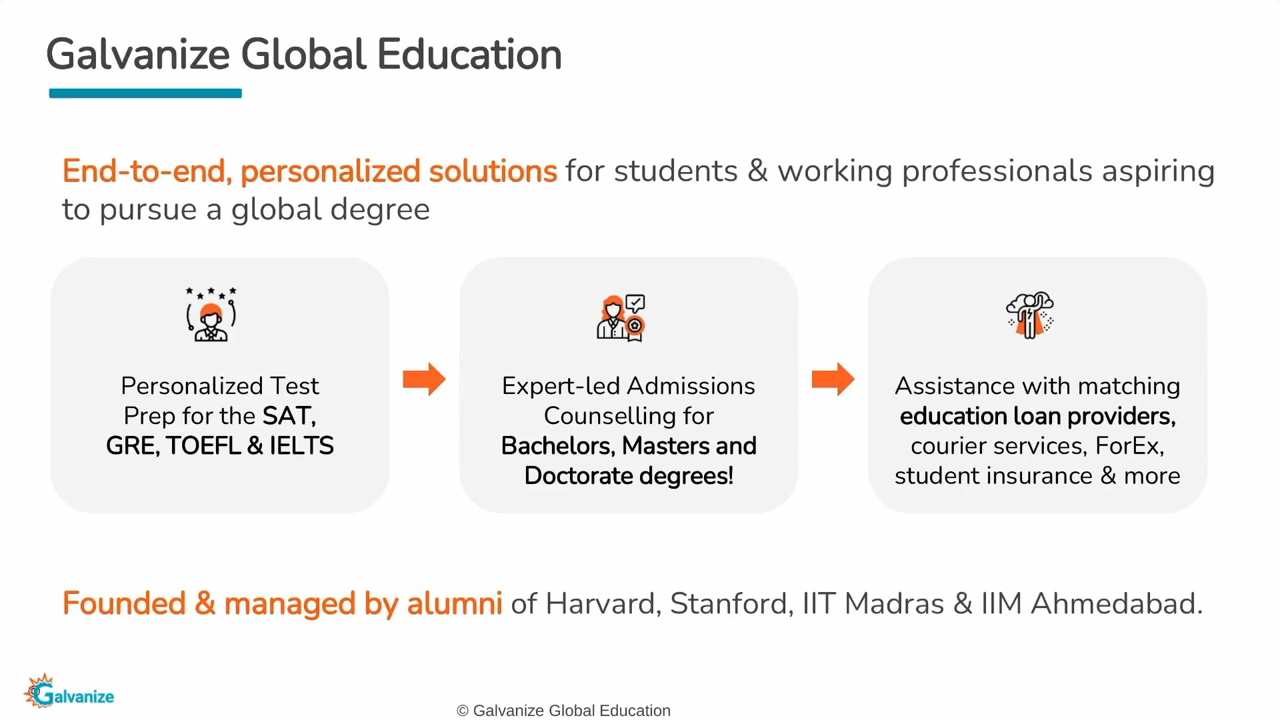 Galvanize Global Education
End-to-end, personalized solutions for students & working professionals aspiring
to pursue a global degree
Personalized Test
Prep for the SAT,
GRE, TOEFL & IELTS
Expert-led Admissions
Counselling for
Bachelors, Masters and
Doctorate degrees!
Assistance with matching
education loan providers,
courier services, ForEx,
student insurance & more
Founded & managed by alumni of Harvard, Stanford, IIT Madras & IIM Ahmedabad.
Galvanize
© Galvanize Global Education